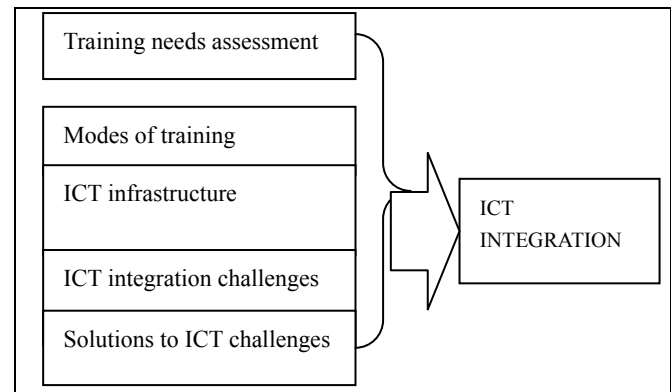 Training needs assessment
Modes of training
ICT infrastructure
ICT integration challenges
Solutions to ICT challenges
ICT
INTEGRATION